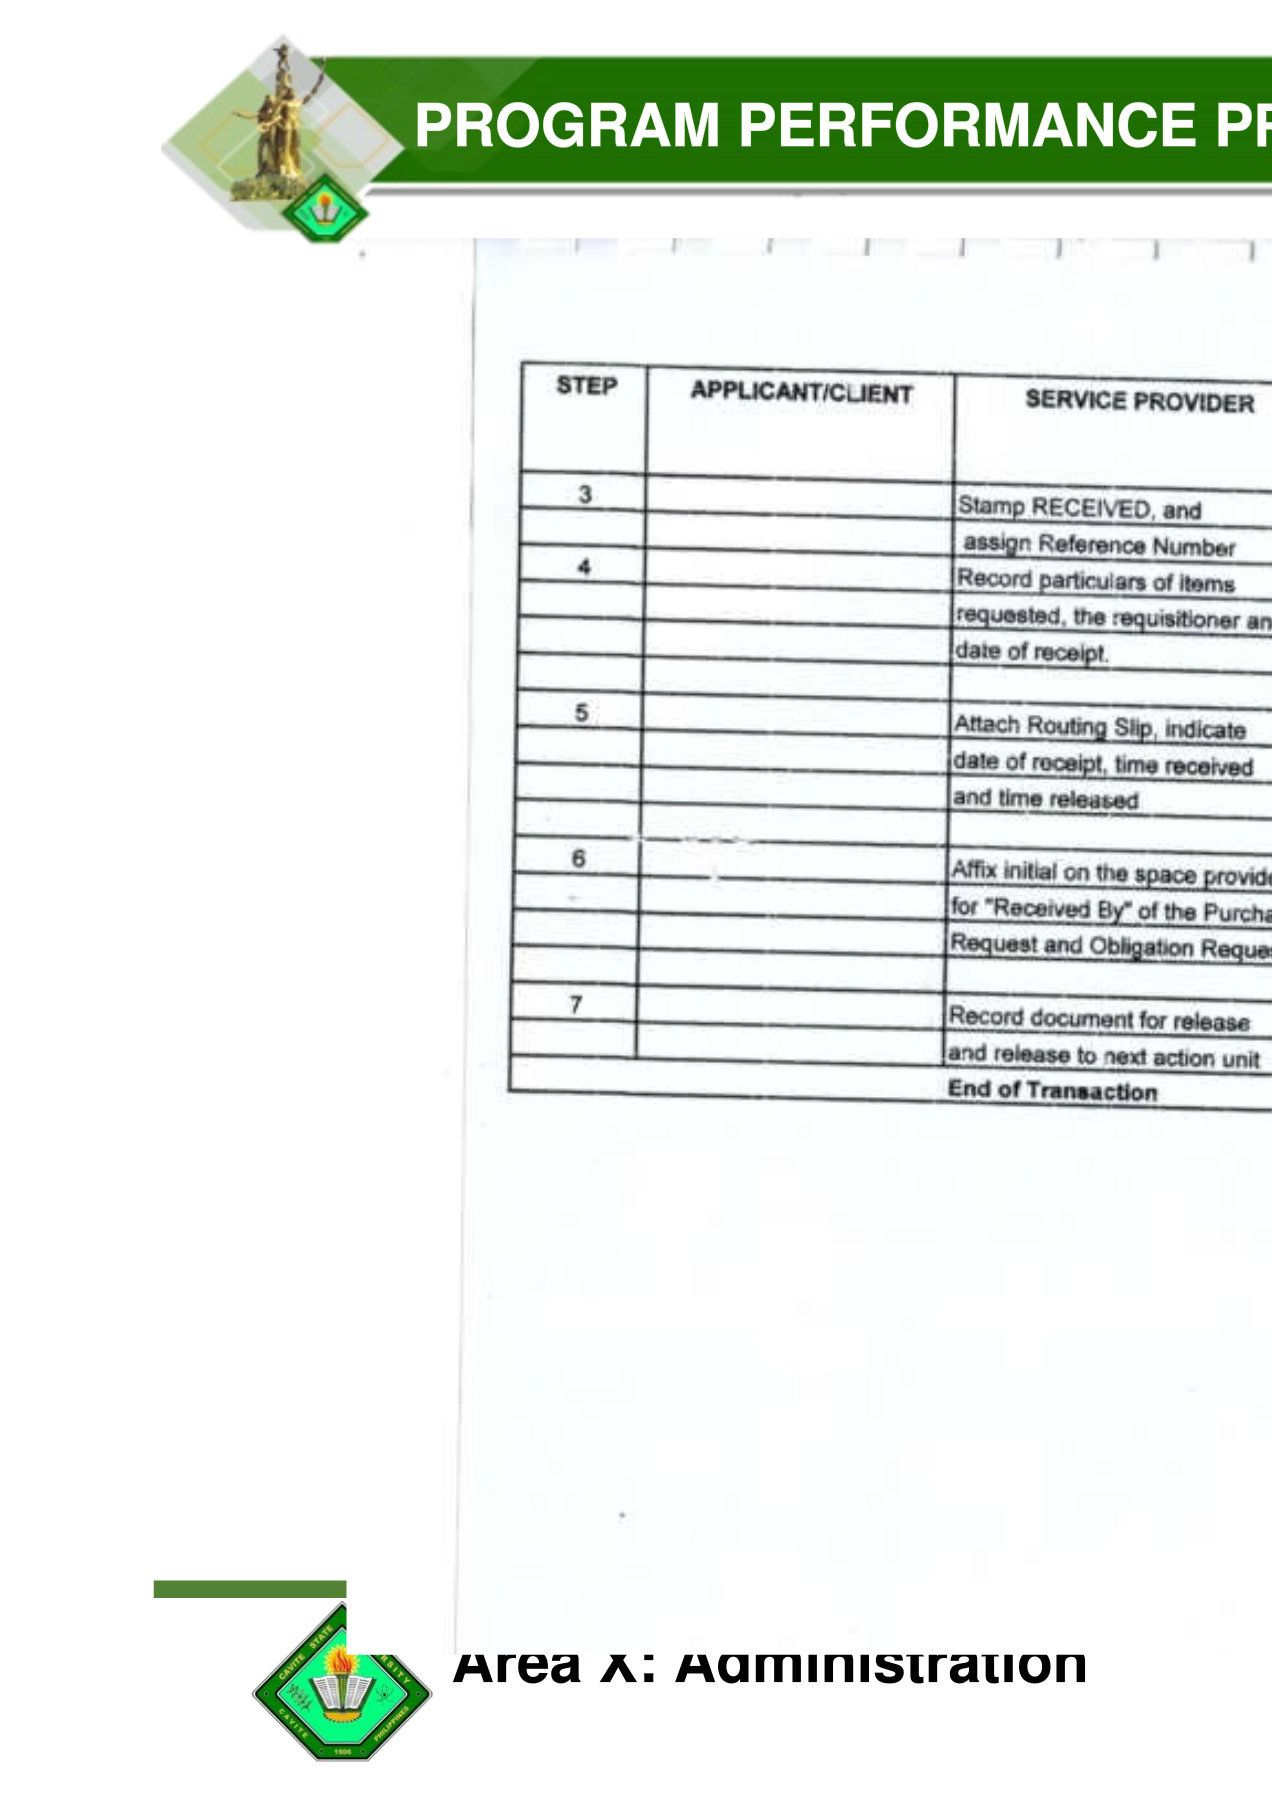 PROGRAM PERFORMANCE PR
STEP
APPLICANT/CLIENT
SERVICE PROVIDER
3
Stamp RECEIVED, and
assign Reference Number
4
Record particulars of items
requested, the requisitioner an
date of receipt.
5
Attach Routing Slip, indicate
date of receipt, time received
and time released
6
Affix initial on the space provide
for "Received By" of the Purcha
Request and Obligation Reques
7
Record document for release
and release to next action unit
End of Transaction
Area X: Administration
CAVITE STATE
RSITY
CAVITE
PHILIPPINES
1906